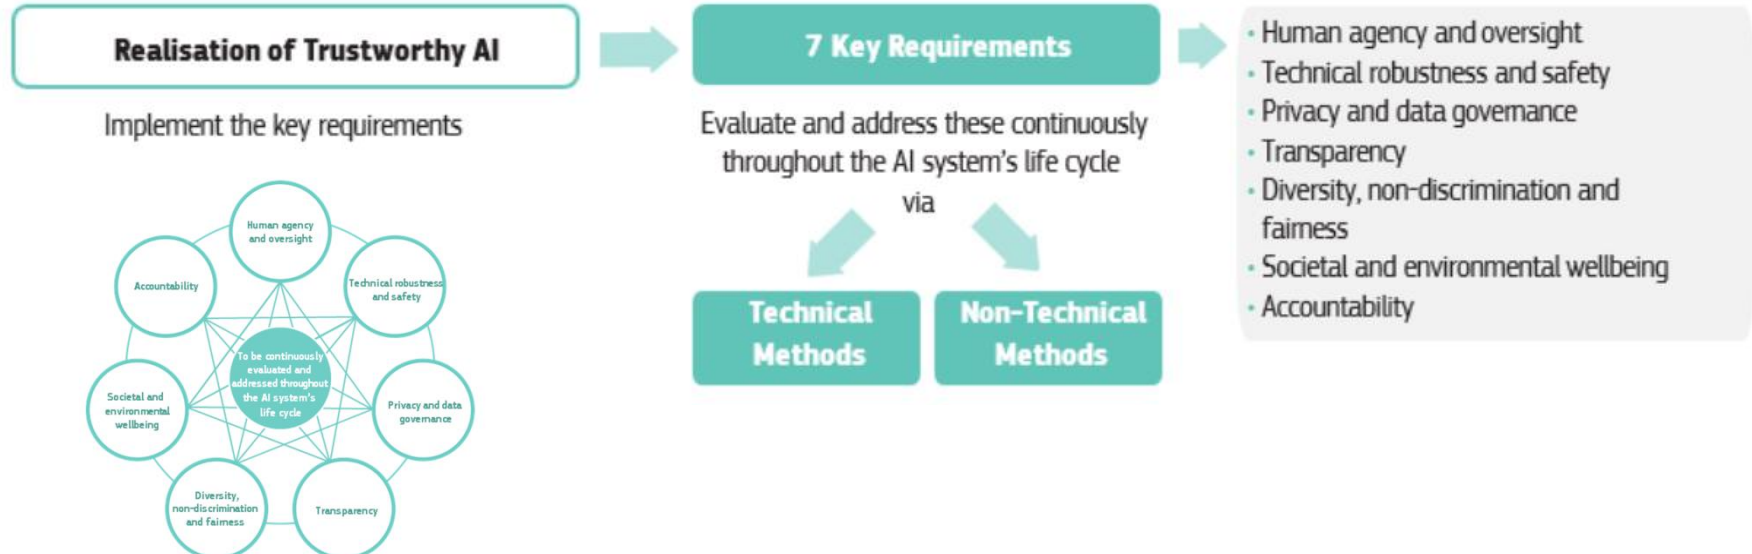 Realisation of Trustworthy AI
Implement the key requirements
Human agency
and oversight
Technical robustness
and safety
Privacy and data
governance
Transparency
Diversity,
non-discrimination
and fairness
Societal and
environmental
wellbeing
Accountability
To be continuously
evaluated and
addressed throughout
the AI system's
life cycle
7 Key Requirements
Evaluate and address these continuously
throughout the AI system's life cycle
via
Technical
Methods
Non-Technical
Methods
• Human agency and oversight
• Technical robustness and safety
• Privacy and data governance
• Transparency
• Diversity, non-discrimination and
fairness
• Societal and environmental wellbeing
• Accountability